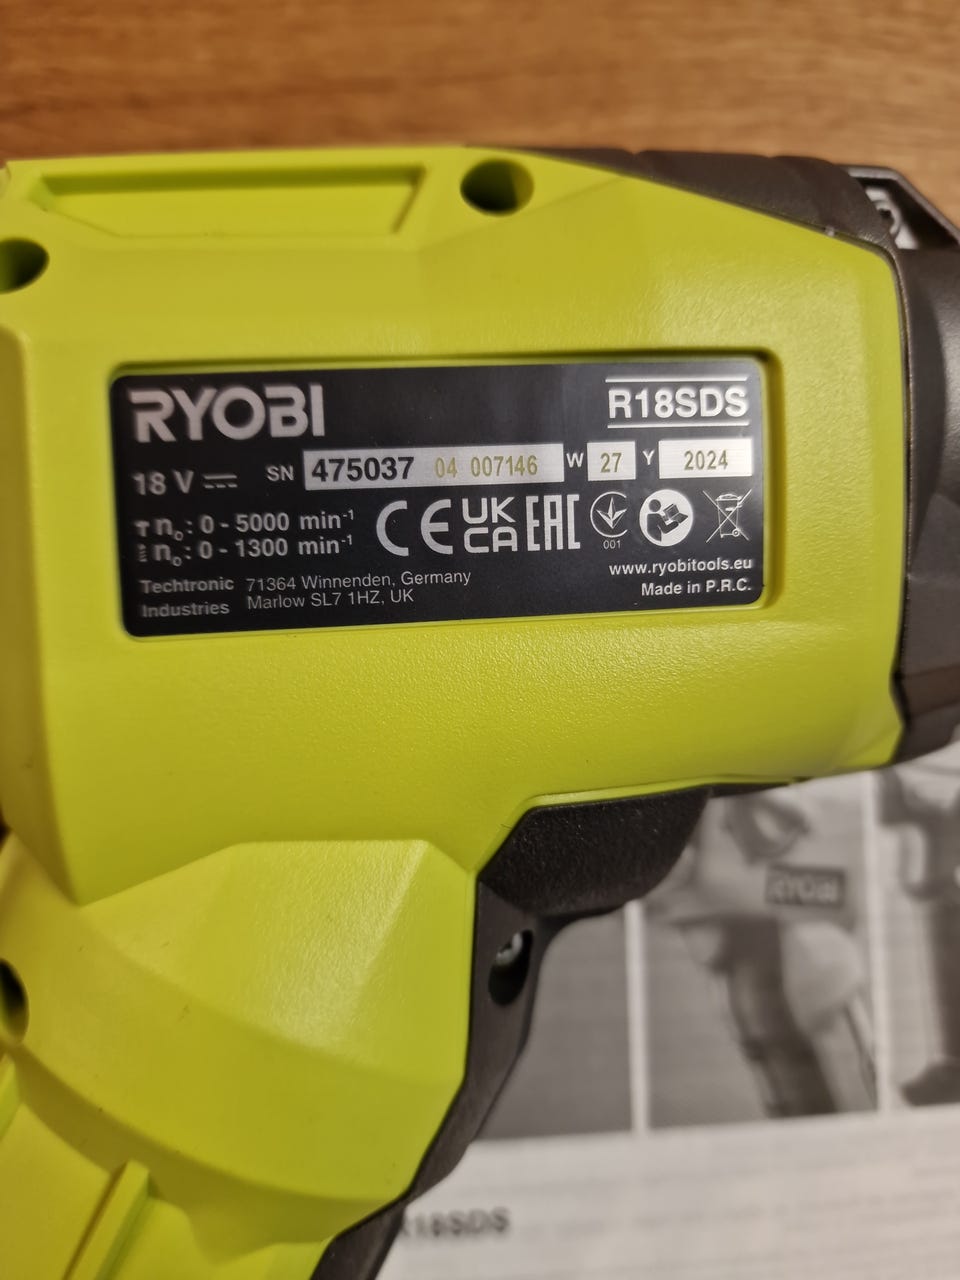 RYOBI
R18SDS
18 V SN 475037 04 007146 W 27 Y 2024
n₀: 0 - 5000 min⁻¹
n₀: 0 - 1300 min⁻¹
CE UK CA EAC 001
Techtronic Industries
71364 Winnenden, Germany
Marlow SL7 1HZ, UK
www.ryobitools.eu
Made in P.R.C.
RYOBI
R18SDS